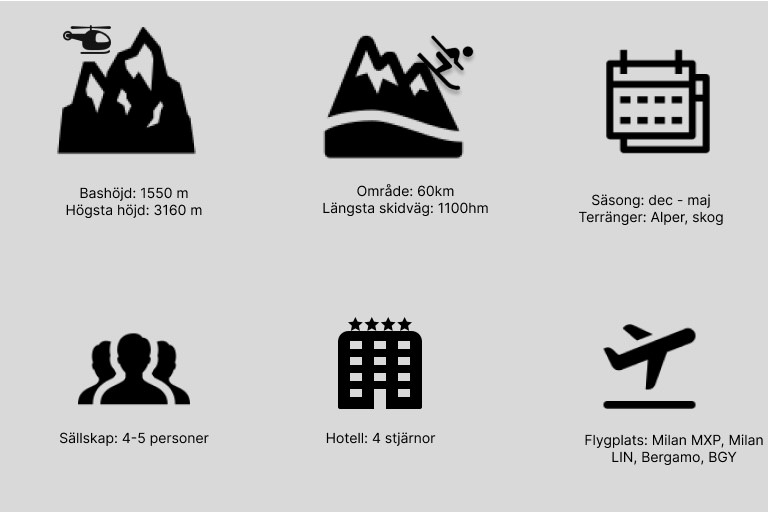 Bashöjd: 1550 m
Högsta höjd: 3160 m
Område: 60km
Längsta skidväg: 1100hm
Säsong: dec - maj
Terränger: Alper, skog
Sällskap: 4-5 personer
Hotell: 4 stjärnor
Flygplats: Milan MXP, Milan
LIN, Bergamo, BGY